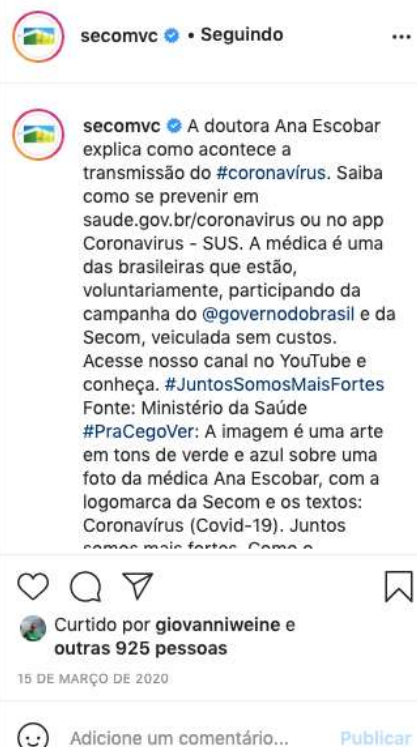 secomvc • Seguindo
secomvc A doutora Ana Escobar
explica como acontece a
transmissão do #coronavírus. Saiba
como se prevenir em
saude.gov.br/coronavirus ou no app
Coronavirus - SUS. A médica é uma
das brasileiras que estão,
voluntariamente, participando da
campanha do @governodobrasil e da
Secom, veiculada sem custos.
Acesse nosso canal no YouTube e
conheça. #JuntosSomosMaisFortes
Fonte: Ministério da Saúde
#PraCegoVer: A imagem é uma arte
em tons de verde e azul sobre uma
foto da médica Ana Escobar, com a
logomarca da Secom e os textos:
Coronavírus (Covid-19). Juntos
somos mais fortes. Como o
Curtido por giovanniweine e
outras 925 pessoas
15 DE MARÇO DE 2020
Adicione um comentário... Publicar